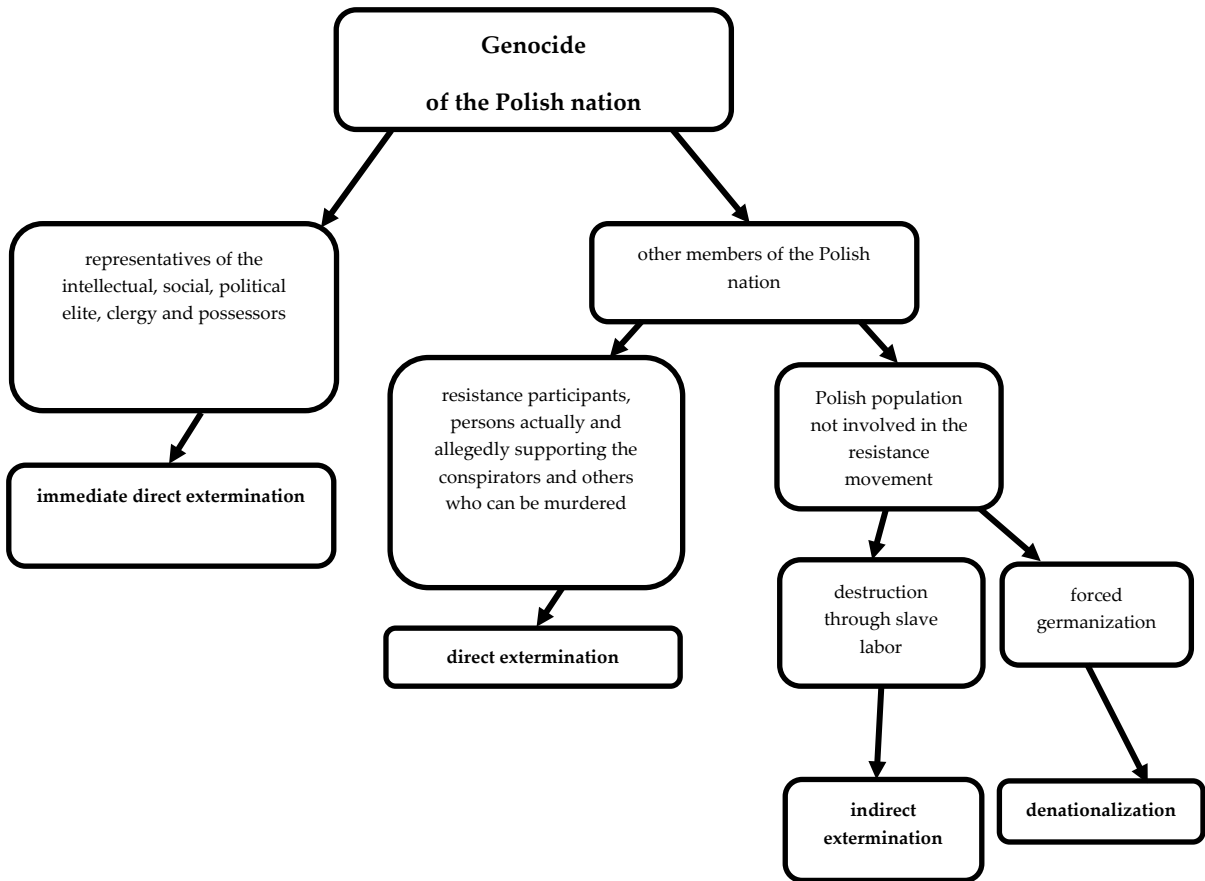 Genocide
of the Polish nation
representatives of the
intellectual, social, political
elite, clergy and possessors
other members of the Polish
nation
immediate direct extermination
resistance participants,
persons actually and
allegedly supporting the
conspirators and others
who can be murdered
Polish population
not involved in the
resistance
movement
direct extermination
destruction
through slave
labor
forced
germanization
indirect
extermination
denationalization